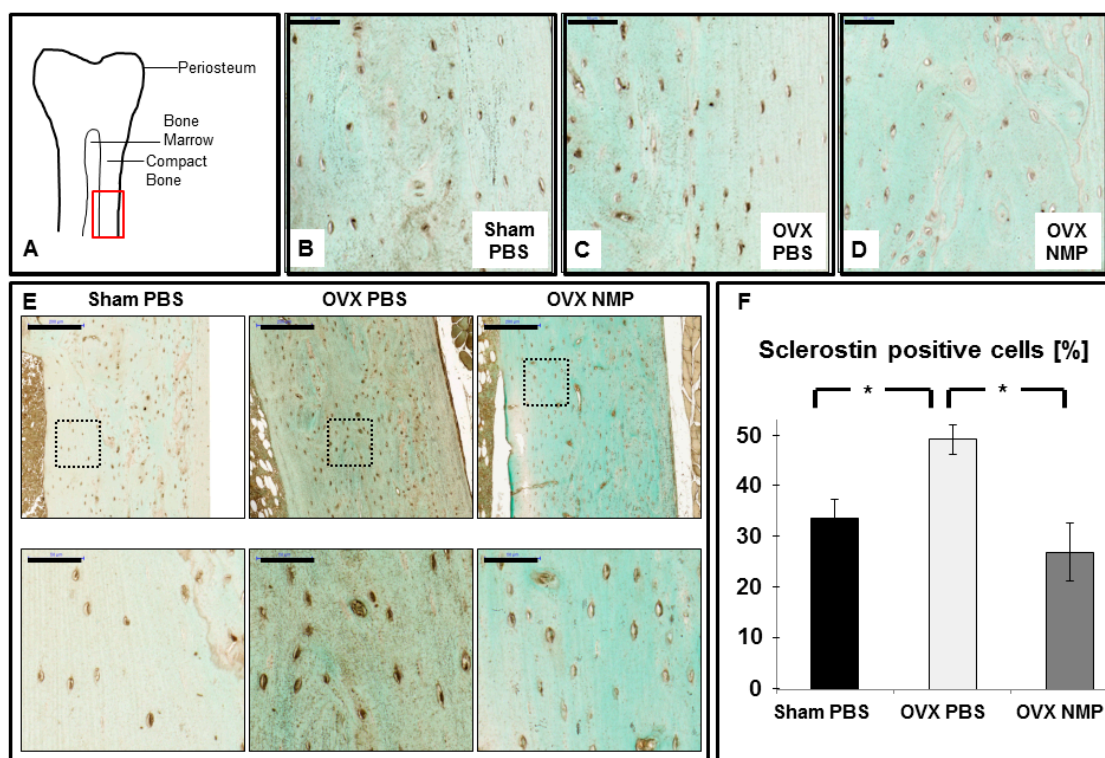 Periosteum
Bone
Marrow
Compact
Bone
A
Sham
PBS
B
OVX
PBS
C
OVX
NMP
D
E
Sham PBS
OVX PBS
OVX NMP
F
Sclerostin positive cells [%]
*
*
50
40
30
20
10
0
Sham PBS
OVX PBS
OVX NMP